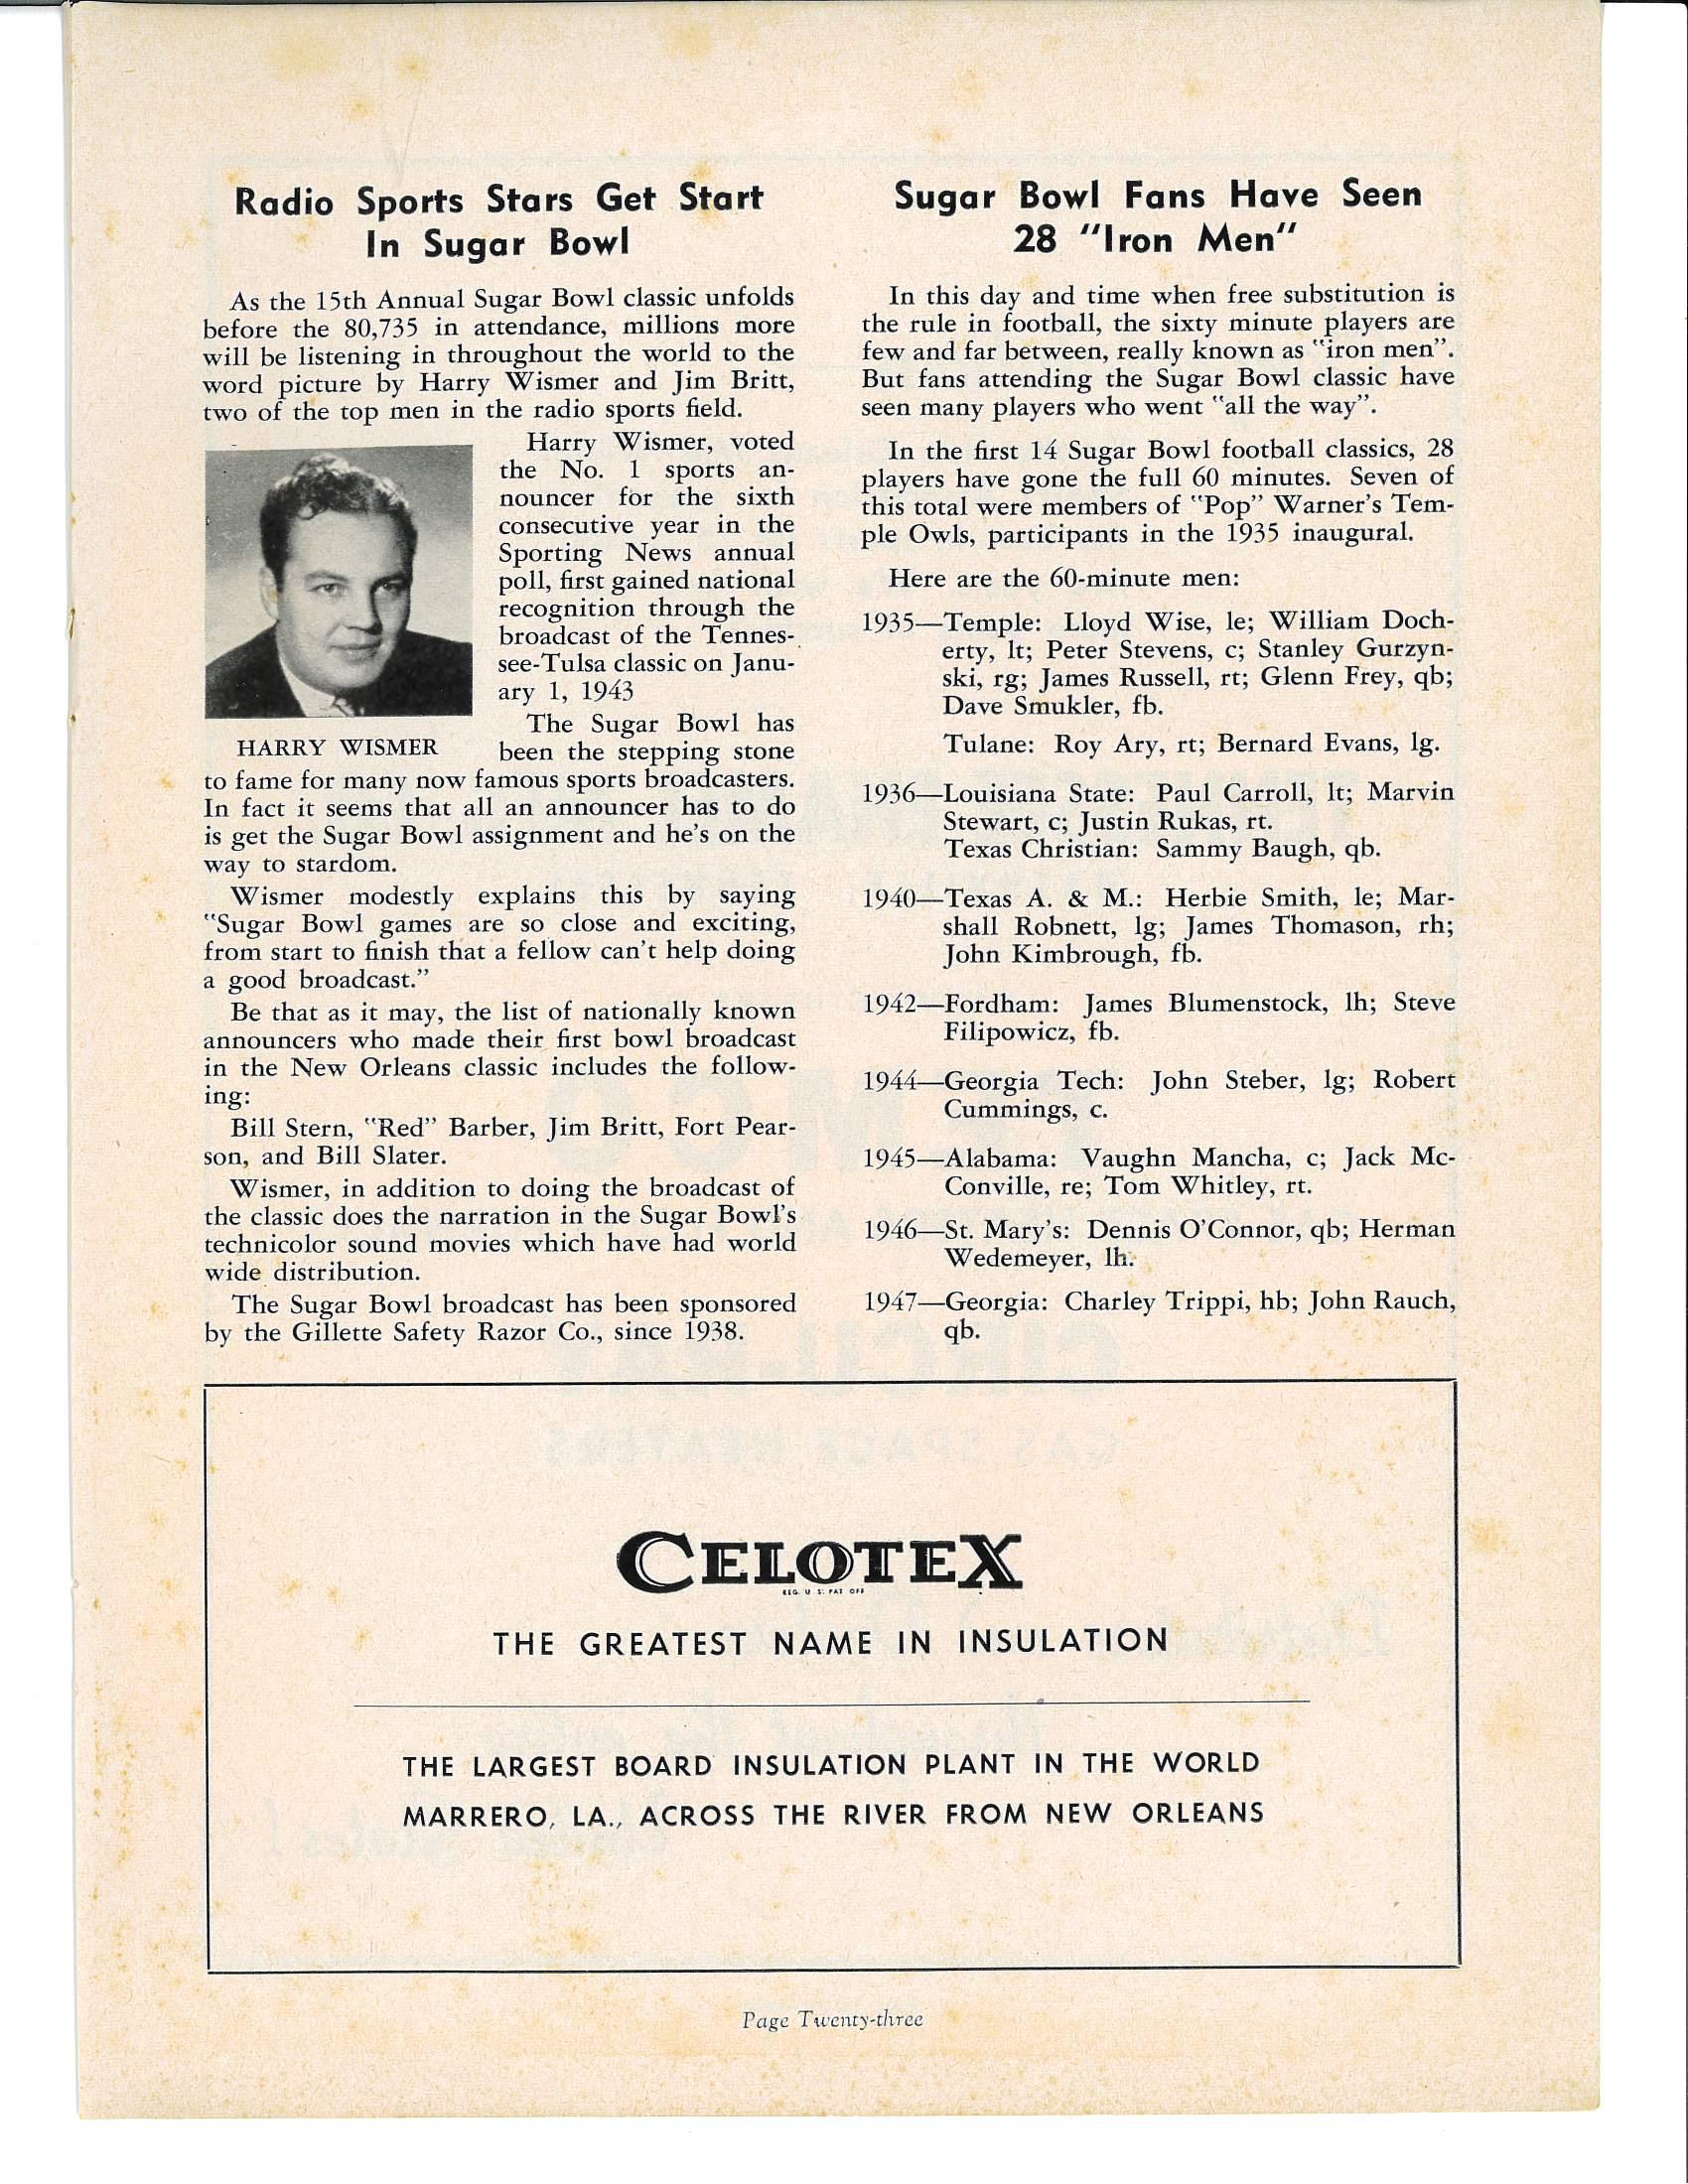 Radio Sports Stars Get Start
In Sugar Bowl
As the 15th Annual Sugar Bowl classic unfolds
before the 80,735 in attendance, millions more
will be listening in throughout the world to the
word picture by Harry Wismer and Jim Britt,
two of the top men in the radio sports field.
Harry Wismer, voted
the No. 1 sports an-
nouncer for the sixth
consecutive year in the
Sporting News annual
poll, first gained national
recognition through the
broadcast of the Tennes-
see-Tulsa classic on Janu-
ary 1, 1943
HARRY WISMER
The Sugar Bowl has
been the stepping stone
to fame for many now famous sports broadcasters.
In fact it seems that all an announcer has to do
is get the Sugar Bowl assignment and he's on the
way to stardom.
Wismer modestly explains this by saying
"Sugar Bowl games are so close and exciting,
from start to finish that a fellow can't help doing
a good broadcast."
Be that as it may, the list of nationally known
announcers who made their first bowl broadcast
in the New Orleans classic includes the follow-
ing:
Bill Stern, "Red" Barber, Jim Britt, Fort Pear-
son, and Bill Slater.
Wismer, in addition to doing the broadcast of
the classic does the narration in the Sugar Bowl's
technicolor sound movies which have had world
wide distribution.
The Sugar Bowl broadcast has been sponsored
by the Gillette Safety Razor Co., since 1938.
Sugar Bowl Fans Have Seen
28 "Iron Men"
In this day and time when free substitution is
the rule in football, the sixty minute players are
few and far between, really known as "iron men".
But fans attending the Sugar Bowl classic have
seen many players who went "all the way".
In the first 14 Sugar Bowl football classics, 28
players have gone the full 60 minutes. Seven of
this total were members of "Pop" Warner's Tem-
ple Owls, participants in the 1935 inaugural.
Here are the 60-minute men:
1935—Temple: Lloyd Wise, le; William Doch-
erty, lt; Peter Stevens, c; Stanley Gurzyn-
ski, rg; James Russell, rt; Glenn Frey, qb;
Dave Smukler, fb.
Tulane: Roy Ary, rt; Bernard Evans, lg.
1936—Louisiana State: Paul Carroll, lt; Marvin
Stewart, c; Justin Rukas, rt.
Texas Christian: Sammy Baugh, qb.
1940—Texas A. & M.: Herbie Smith, le; Mar-
shall Robnett, lg; James Thomason, rh;
John Kimbrough, fb.
1942—Fordham: James Blumenstock, lh; Steve
Filipowicz, fb.
1944—Georgia Tech: John Steber, lg; Robert
Cummings, c.
1945—Alabama: Vaughn Mancha, c; Jack Mc-
Conville, re; Tom Whitley, rt.
1946—St. Mary's: Dennis O'Connor, qb; Herman
Wedemeyer, lh.
1947—Georgia: Charley Trippi, hb; John Rauch,
qb.
CELOTEX
REG. U. S. PAT OFF
THE GREATEST NAME IN INSULATION
THE LARGEST BOARD INSULATION PLANT IN THE WORLD
MARRERO, LA., ACROSS THE RIVER FROM NEW ORLEANS
Page Twenty-three